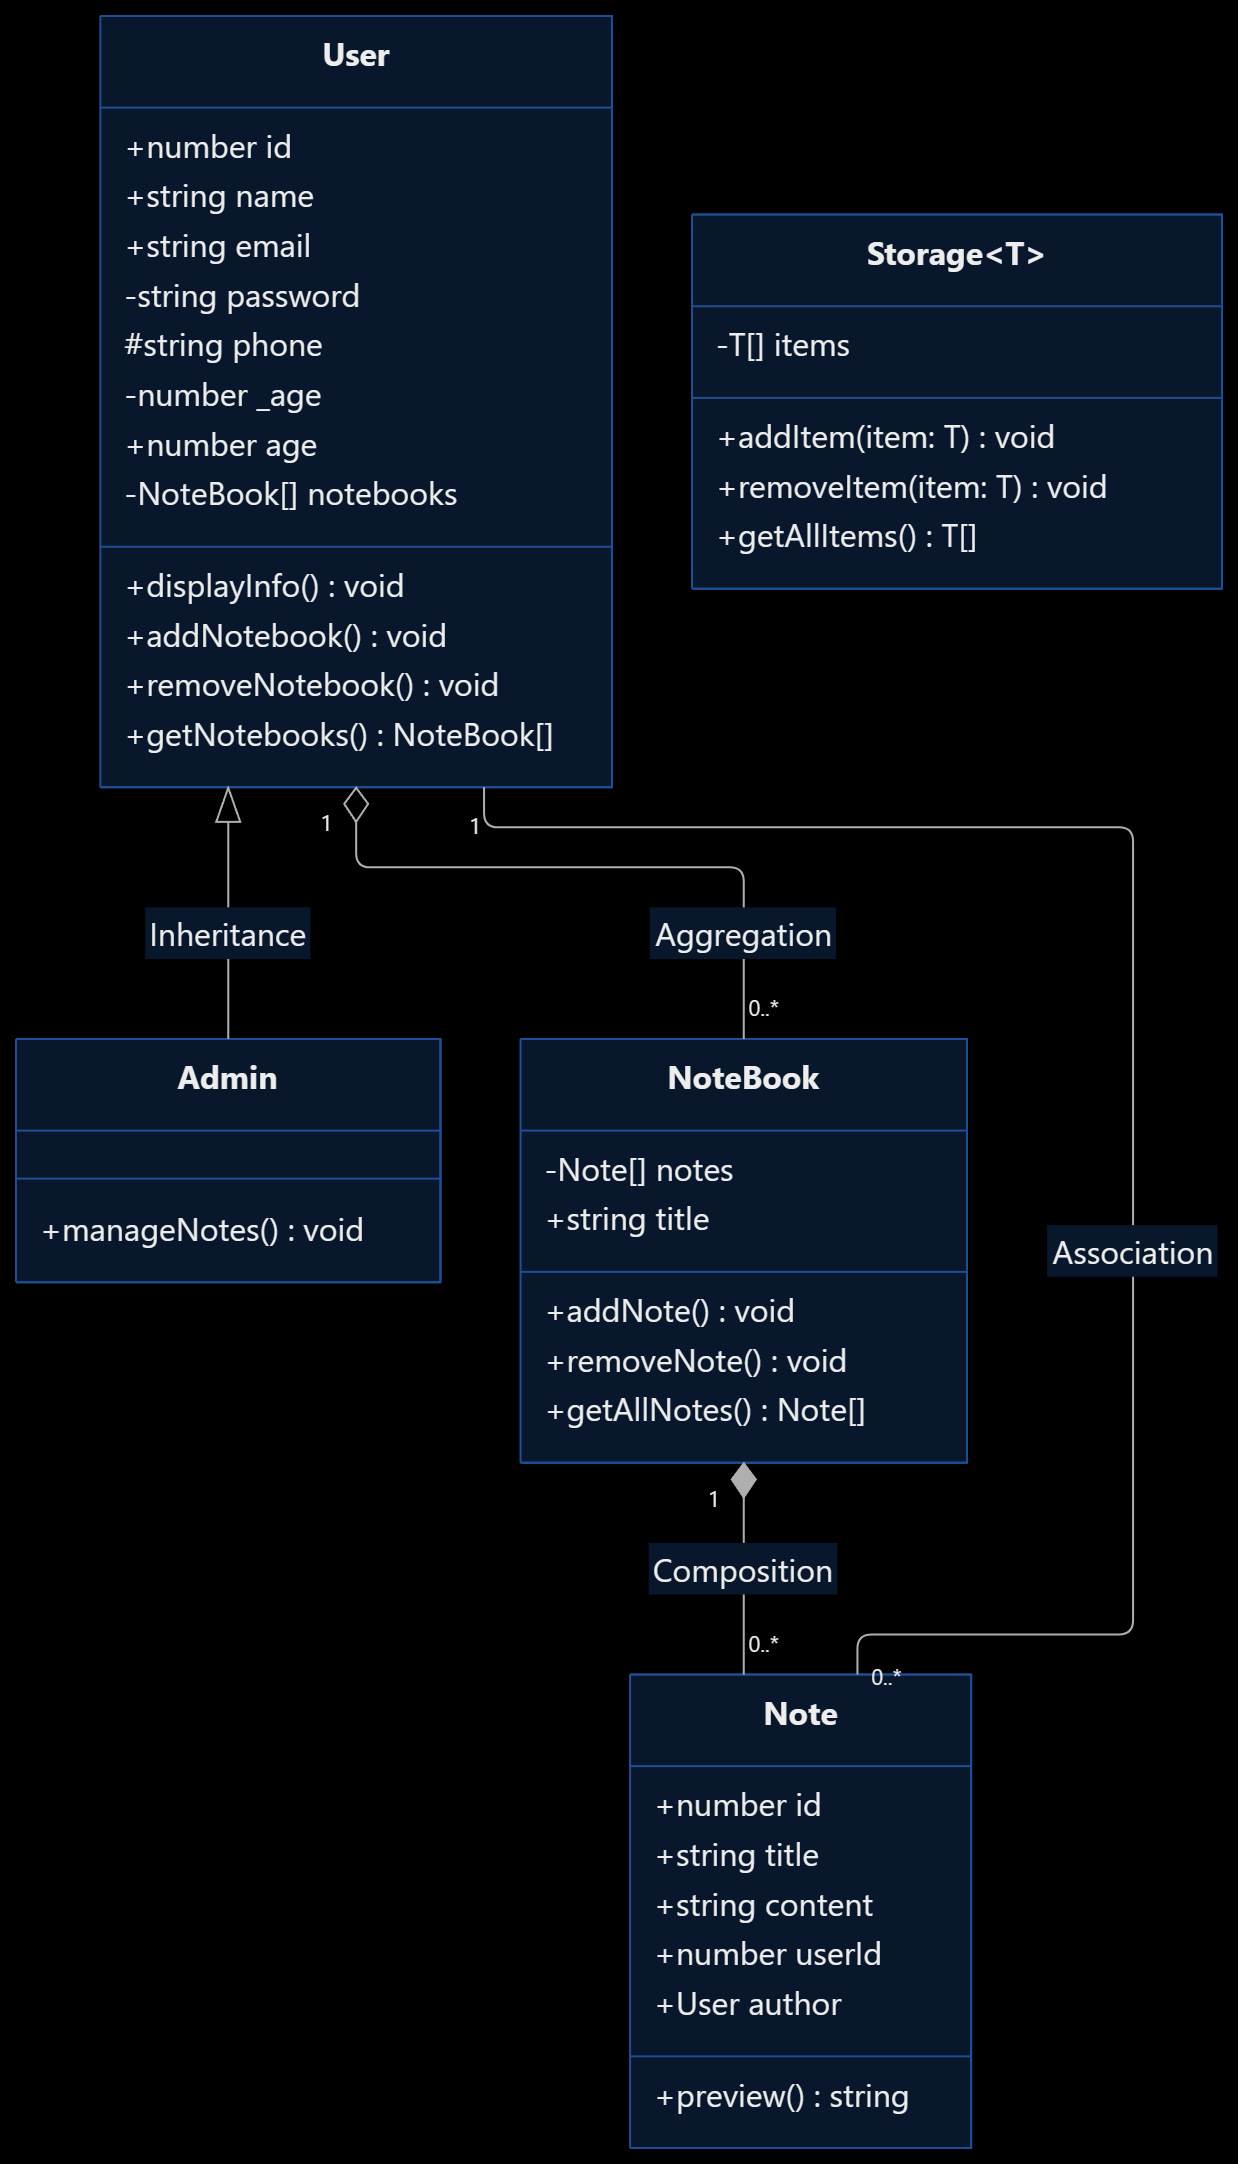 User
+number id
+string name
+string email
-string password
#string phone
-number _age
+number age
-NoteBook[] notebooks
+displayInfo() : void
+addNotebook() : void
+removeNotebook() : void
+getNotebooks() : NoteBook[]
Storage<T>
-T[] items
+addItem(item: T) : void
+removeItem(item: T) : void
+getAllItems() : T[]
1
1
Inheritance
Aggregation
0..*
Admin
+manageNotes() : void
NoteBook
-Note[] notes
+string title
+addNote() : void
+removeNote() : void
+getAllNotes() : Note[]
Association
1
Composition
0..*
0..*
Note
+number id
+string title
+string content
+number userId
+User author
+preview() : string